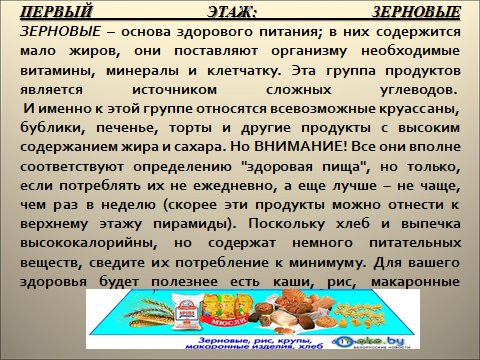 ПЕРВЫЙ ЭТАЖ: ЗЕРНОВЫЕ
ЗЕРНОВЫЕ – основа здорового питания; в них содержится
мало жиров, они поставляют организму необходимые
витамины, минералы и клетчатку. Эта группа продуктов
является источником сложных углеводов.
И именно к этой группе относятся всевозможные круассаны,
бублики, печенье, торты и другие продукты с высоким
содержанием жира и сахара. Но ВНИМАНИЕ! Все они вполне
соответствуют определению "здоровая пища", но только,
если потреблять их не ежедневно, а еще лучше – не чаще,
чем раз в неделю (скорее эти продукты можно отнести к
верхнему этажу пирамиды). Поскольку хлеб и выпечка
высококалорийны, но содержат немного питательных
веществ, сведите их потребление к минимуму. Для вашего
здоровья будет полезнее есть каши, рис, макаронные
МЮСЛИ
Зерновые, рис, крупы,
макаронные изделия, хлеб
.by
БЕЛОРУССКИЕ НОВОСТИ